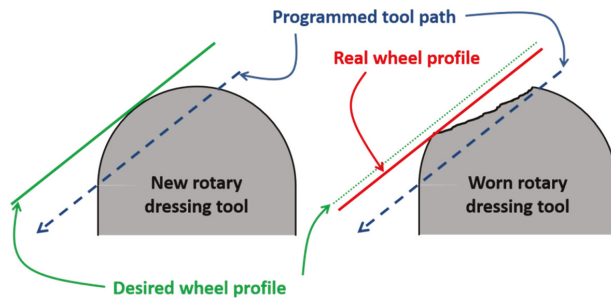 Programmed tool path
Real wheel profile
New rotary
dressing tool
Worn rotary
dressing tool
Desired wheel profile